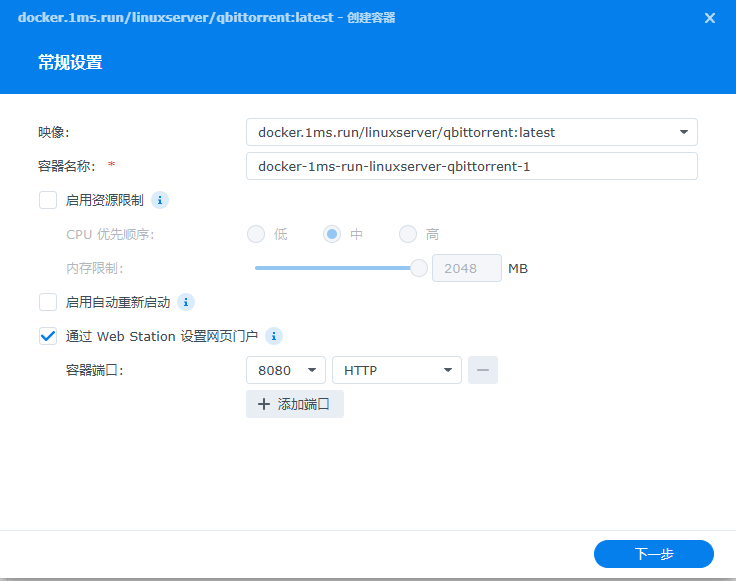 docker.1ms.run/linuxserver/qbittorrent:latest - 创建容器
常规设置
映像: docker.1ms.run/linuxserver/qbittorrent:latest
容器名称: * docker-1ms-run-linuxserver-qbittorrent-1
启用资源限制
CPU 优先顺序: 低 中 高
内存限制: 2048 MB
启用自动重新启动
通过 Web Station 设置网页门户
容器端口: 8080 HTTP
添加端口
下一步